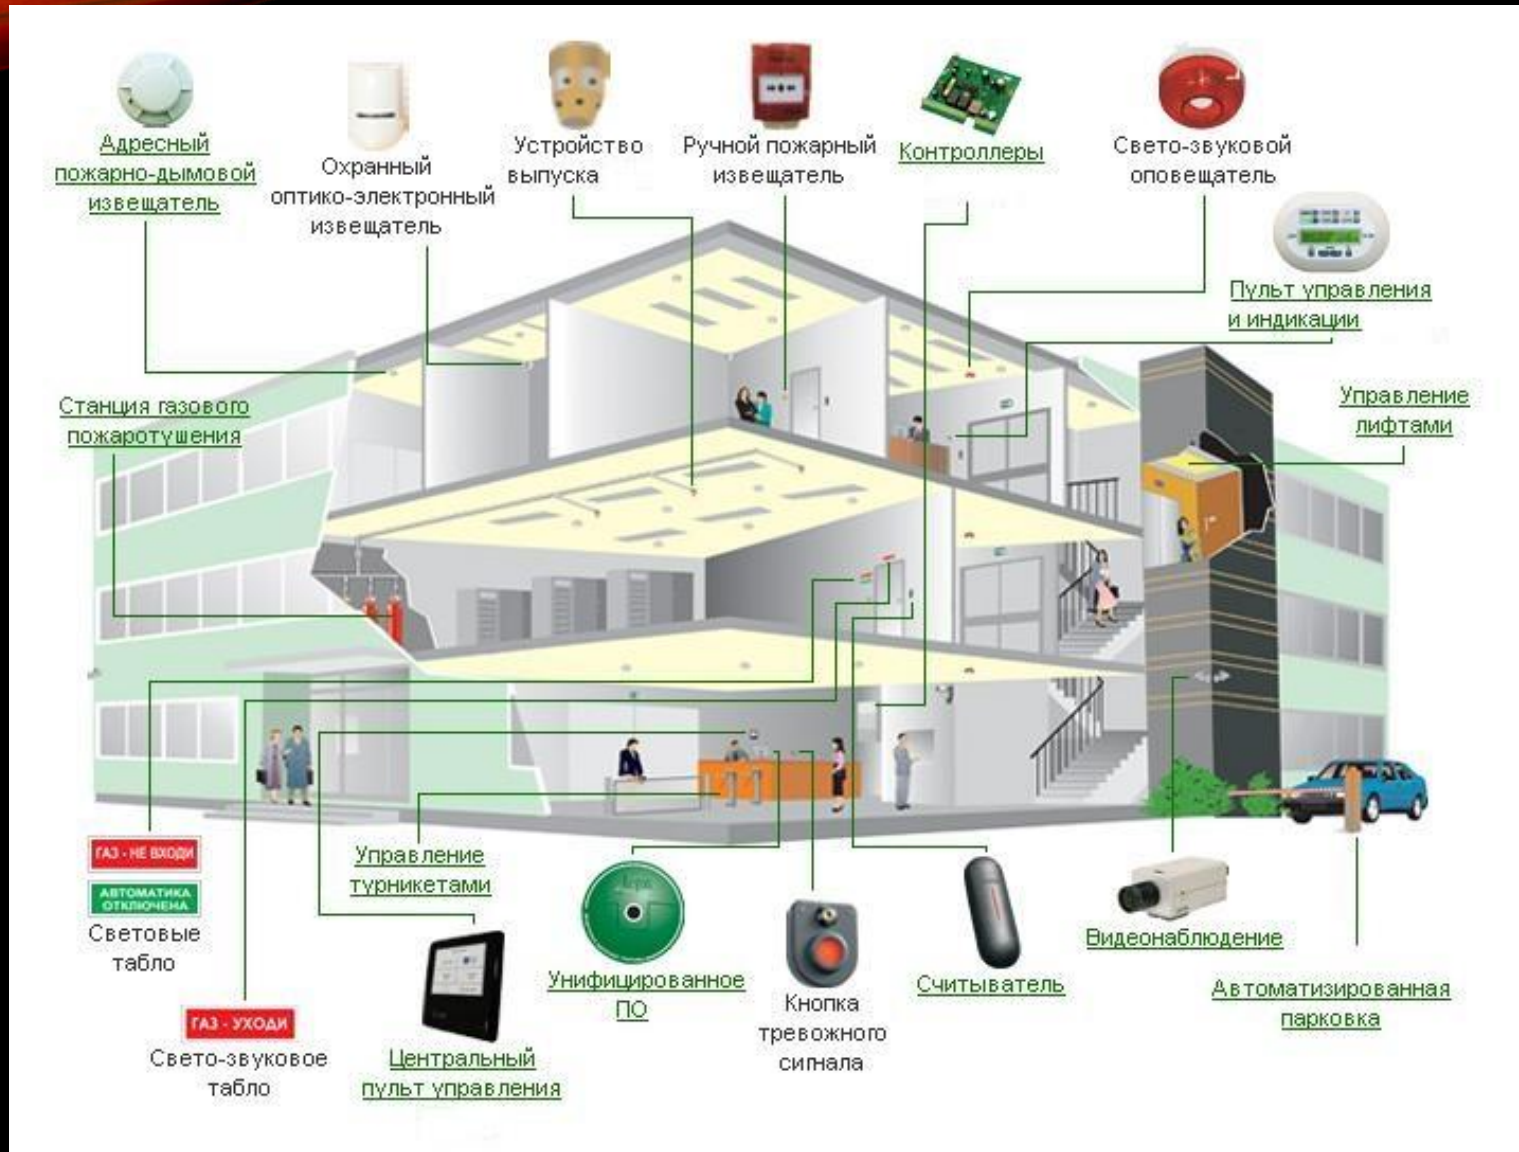 Адресный
пожарно-дымовой
извещатель
Охранный
оптико-электронный
извещатель
Устройство
выпуска
Ручной пожарный
извещатель
Контроллеры
Свето-звуковой
оповещатель
Пульт управления
и индикации
Станция газового
пожаротушения
Управление
лифтами
ГАЗ - НЕ ВХОДИ
АВТОМАТИКА
ОТКЛЮЧЕНА
Световые
табло
ГАЗ - УХОДИ
Свето-звуковое
табло
Управление
турникетами
Центральный
пульт управления
Унифицированное
ПО
Кнопка
тревожного
сигнала
Считыватель
Видеонаблюдение
Автоматизированная
парковка